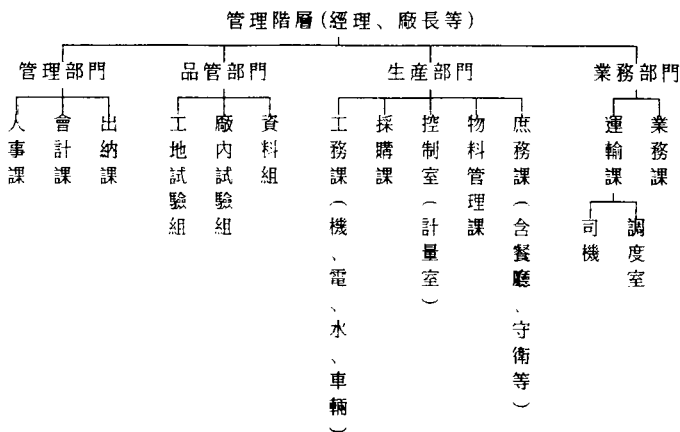 管理階層(經理、廠長等)
管理部門
品管部門
生産部門
業務部門
人事課
會計課
出納課
工地試驗組
廠內試驗組
資料組
工務課(機、電、水、車輛)
採購課
控制室(計量室)
物料管理課
庶務課(含餐廳、守衛等)
運輸課
業務課
司機
調度室